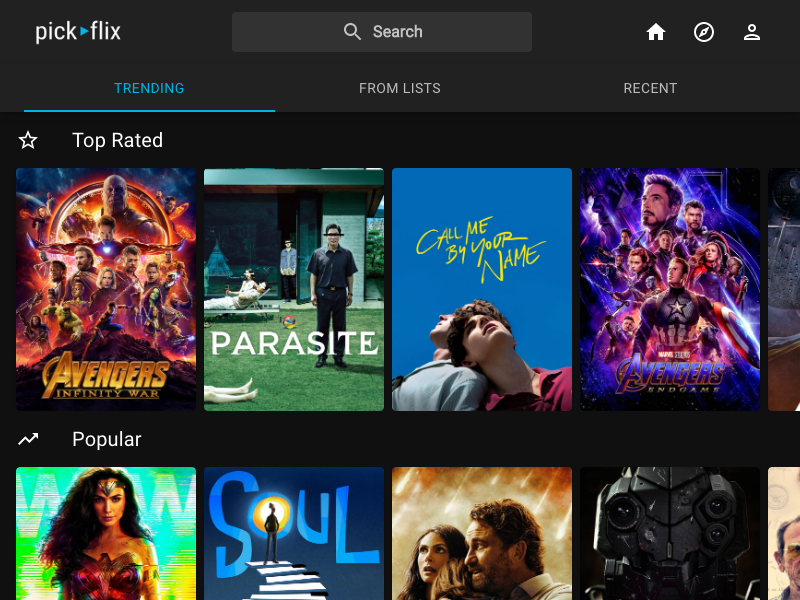 pick flix
Search
TRENDING
FROM LISTS
RECENT
Top Rated
AVENGERS
INFINITY WAR
PARASITE
CALL ME
BY YOUR
NAME
MARVEL STUDIOS
AVENGERS
ENDGAME
Popular
WW
SOUL